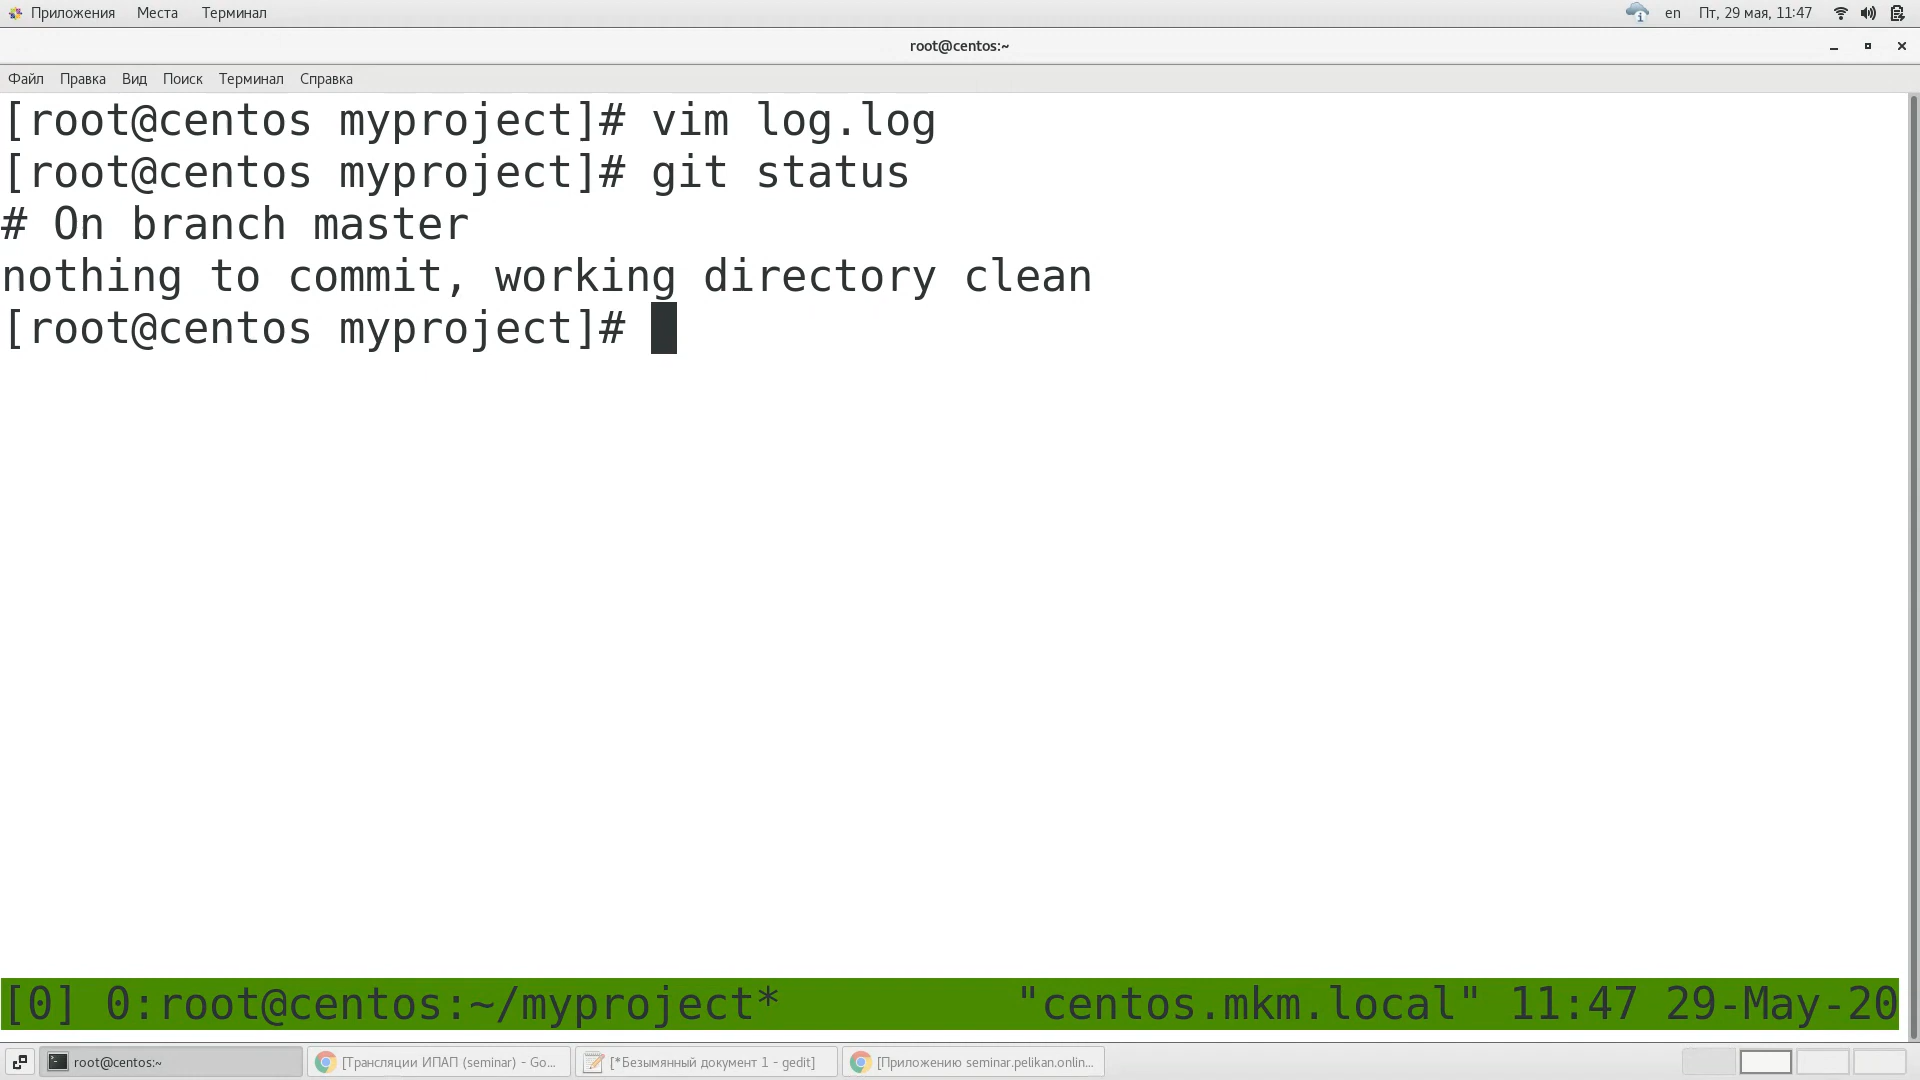 Приложения Места Терминал en Пт, 29 мая, 11:47
root@centos:~
Файл Правка Вид Поиск Терминал Справка
[root@centos myproject]# vim log.log
[root@centos myproject]# git status
# On branch master
nothing to commit, working directory clean
[root@centos myproject]#
[0] 0:root@centos:~/myproject* "centos.mkm.local" 11:47 29-May-20
root@centos:~ [Трансляции ИПАП (seminar) - Go... [*Безымянный документ 1 - gedit] [Приложению seminar.pelikan.onlin...